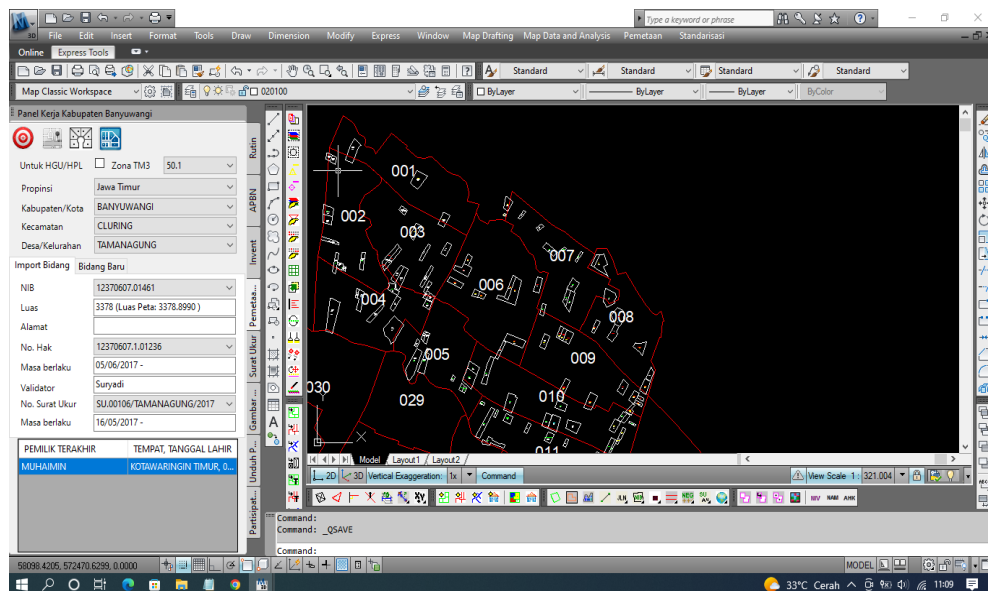 Type a keyword or phrase
3D File Edit Insert Format Tools Draw Dimension Modify Express Window Map Drafting Map Data and Analysis Pemetaan Standarisasi
Online Express Tools
Standard Standard Standard Standard
Map Classic Workspace 020100 ByLayer ByLayer ByLayer ByColor
Panel Kerja Kabupaten Banyuwangi
Untuk HGU/HPL Zona TM3 50.1
Propinsi Jawa Timur
Kabupaten/Kota BANYUWANGI
Kecamatan CLURING
Desa/Kelurahan TAMANAGUNG
Import Bidang Bidang Baru
NIB 12370607.01461
Luas 3378 (Luas Peta: 3378.8990 )
Alamat
No. Hak 12370607.1.01236
Masa berlaku 05/06/2017 -
Validator Suryadi
No. Surat Ukur SU.00106/TAMANAGUNG/2017
Masa berlaku 16/05/2017 -
PEMILIK TERAKHIR TEMPAT, TANGGAL LAHIR
MUHAIMIN KOTAWARINGIN TIMUR, 0...
Rutin
APBN
Invent
Pemetaa...
Surat Ukur
Gambar ...
Unduh P...
Partisipat...
001
002
003
007
006
004
008
005
009
030
029
010
011
Model Layout1 Layout2
2D 3D Vertical Exaggeration: 1x Command View Scale 1 : 321.004
Command:
Command: _QSAVE
Command:
58098.4205, 572470.6299, 0.0000 MODEL
33°C Cerah 11:09